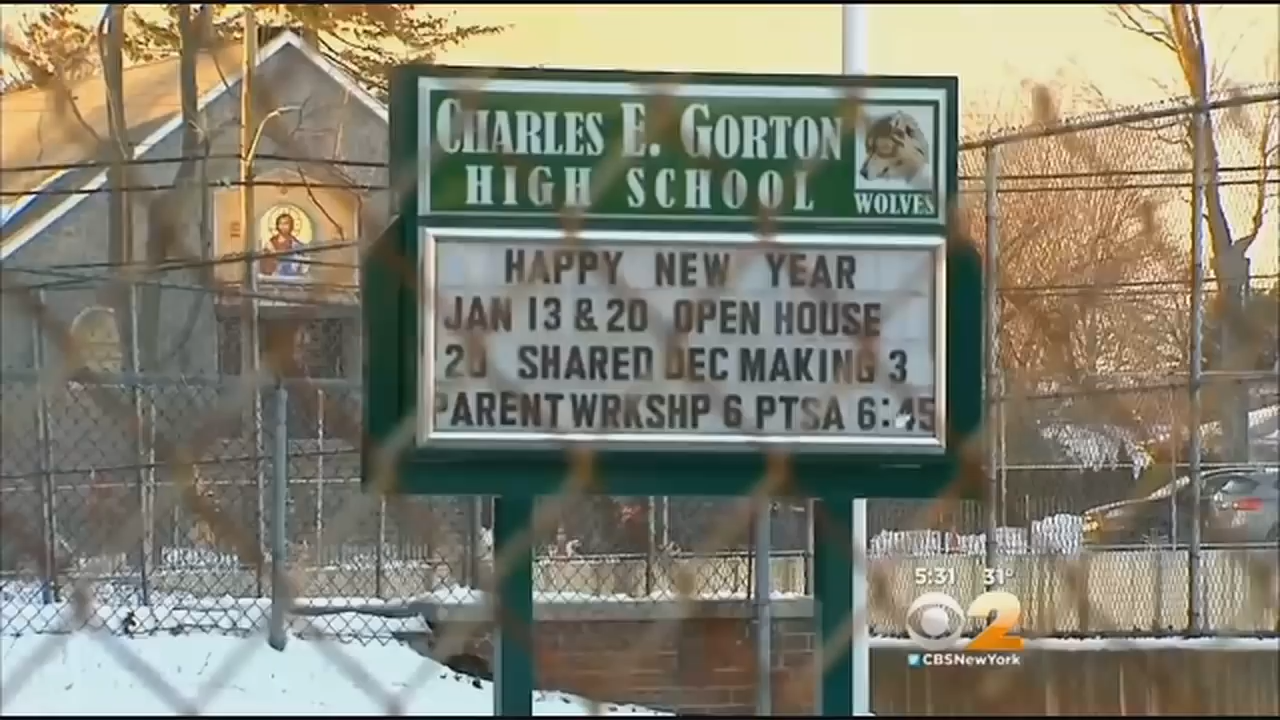 CHARLES E. GORTON
HIGH SCHOOL
WOLVES
HAPPY NEW YEAR
JAN 13 & 20 OPEN HOUSE
20 SHARED DEC MAKING 3
PARENT WRKSHP 6 PTSA 6:45
5:31 31°
2
CBSNewYork